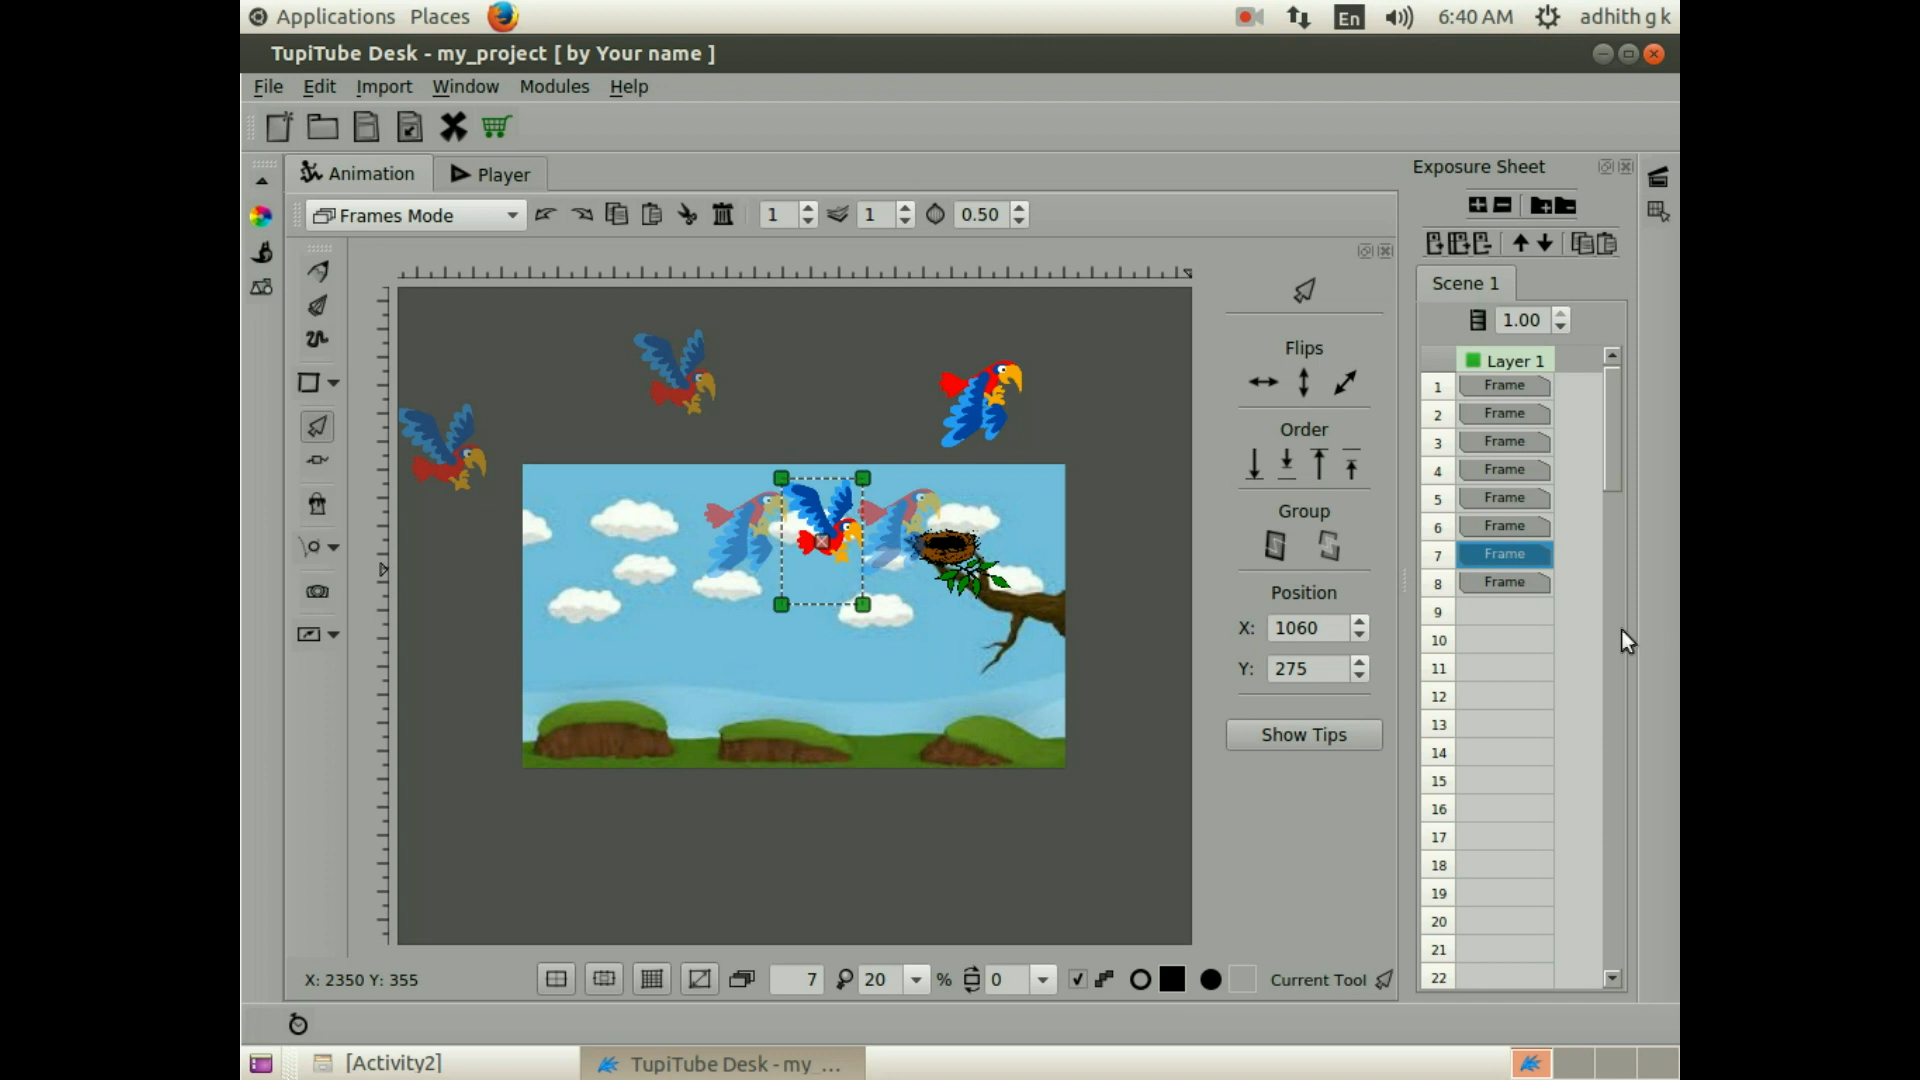 Applications Places En 6:40 AM adhith g k
TupiTube Desk - my_project [ by Your name ]
File Edit Import Window Modules Help
Animation Player
Exposure Sheet
Frames Mode 1 1 0.50
Scene 1
1.00
Layer 1
1 Frame
2 Frame
3 Frame
4 Frame
5 Frame
6 Frame
7 Frame
8 Frame
9
10
11
12
13
14
15
16
17
18
19
20
21
22
Flips
Order
Group
Position
X: 1060
Y: 275
Show Tips
X: 2350 Y: 355 7 20 % 0 Current Tool
[Activity2] TupiTube Desk - my_...